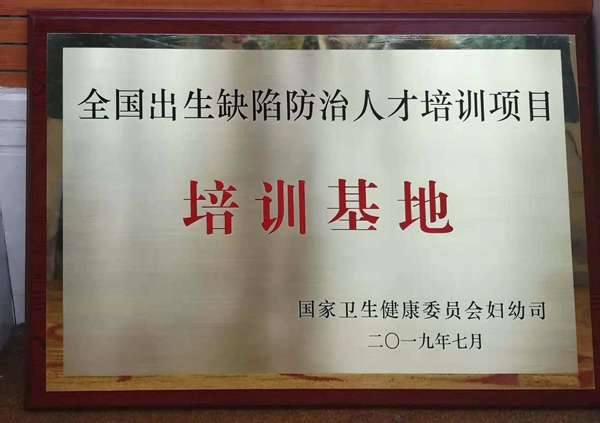 全国出生缺陷防治人才培训项目
培训基地
国家卫生健康委员会妇幼司
二〇一九年七月